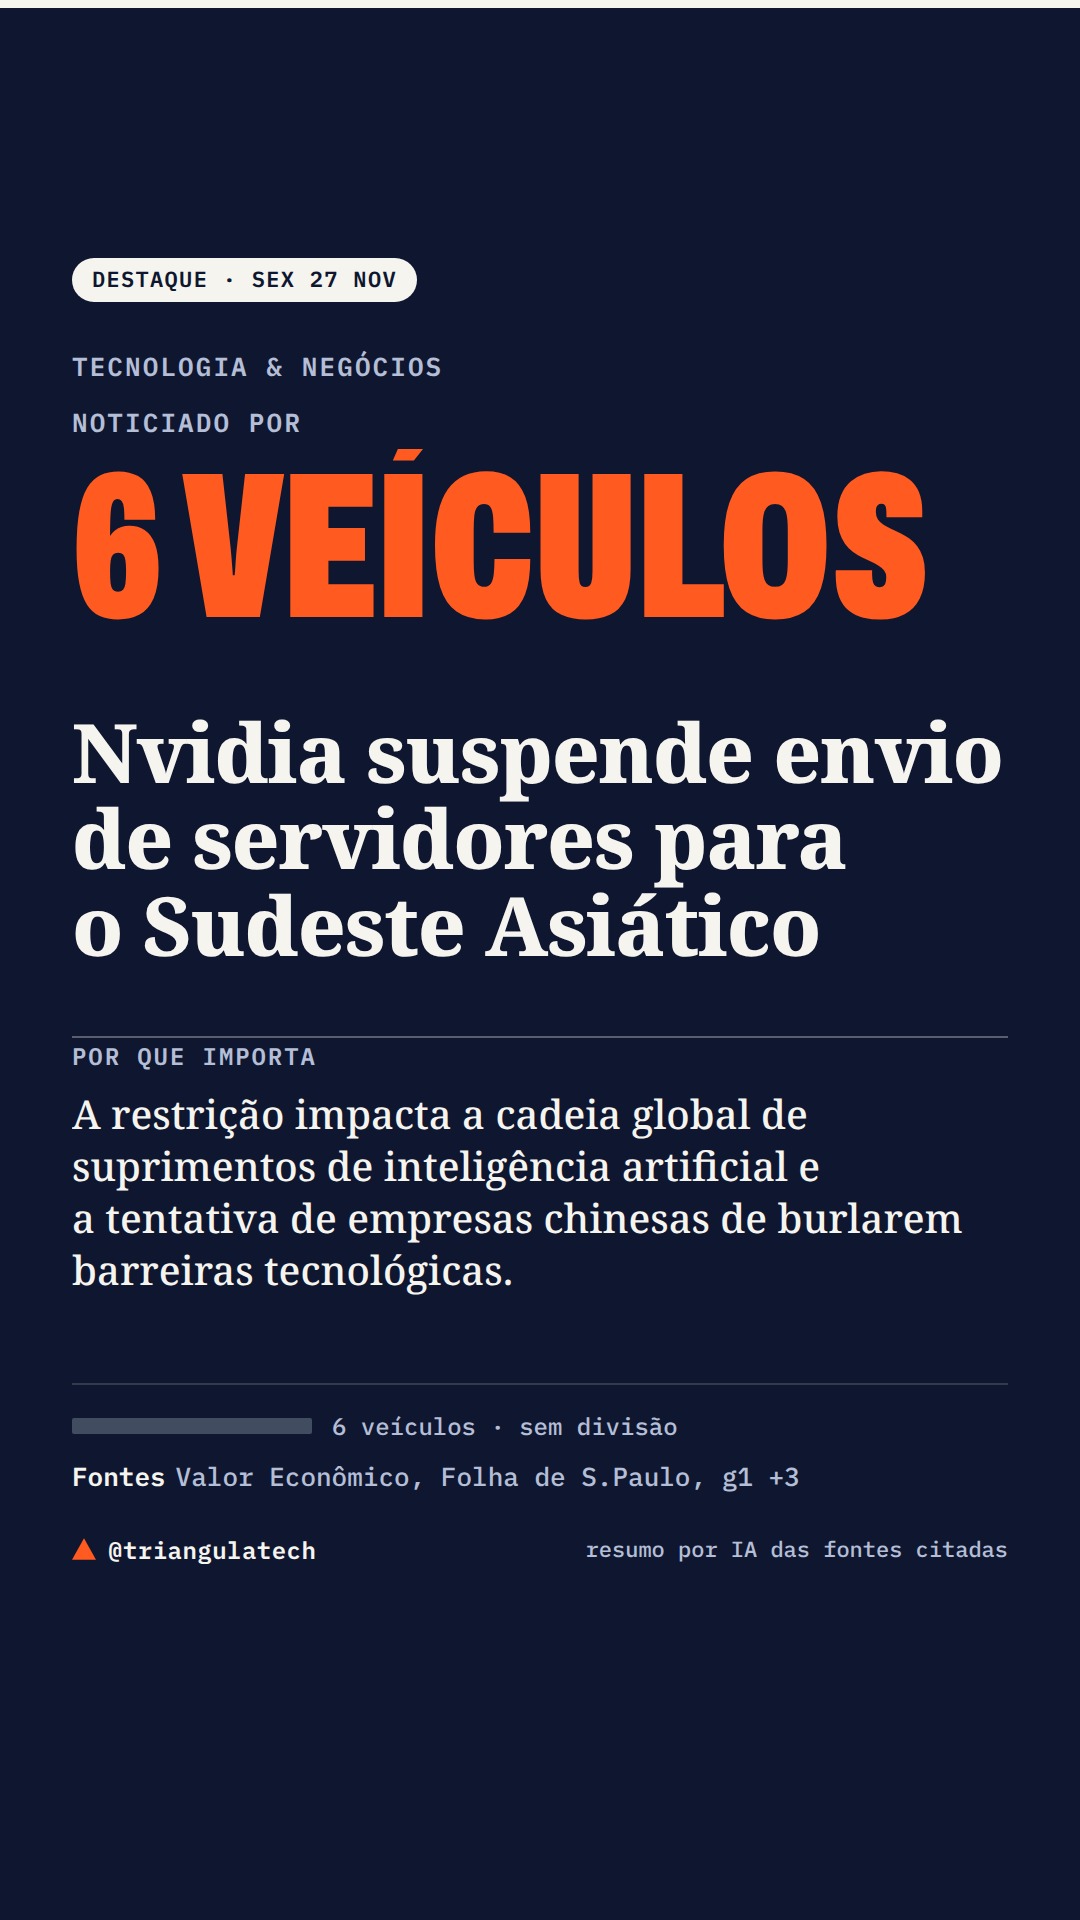 DESTAQUE · SEX 27 NOV
TECNOLOGIA & NEGÓCIOS
NOTICIADO POR
6 VEÍCULOS
Nvidia suspende envio
de servidores para
o Sudeste Asiático
POR QUE IMPORTA
A restrição impacta a cadeia global de
suprimentos de inteligência artificial e
a tentativa de empresas chinesas de burlarem
barreiras tecnológicas.
6 veículos · sem divisão
Fontes Valor Econômico, Folha de S.Paulo, g1 +3
@triangulatech
resumo por IA das fontes citadas